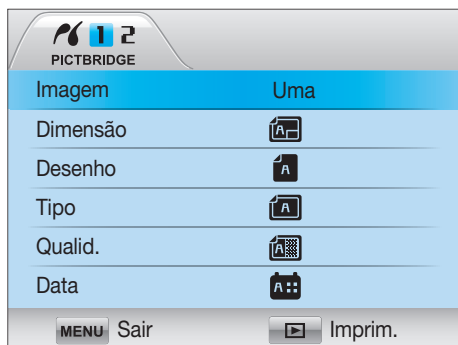 1 2
PICTBRIDGE
Imagem Uma
Dimensão A
Desenho A
Tipo A
Qualid. A
Data A
MENU Sair Imprim.